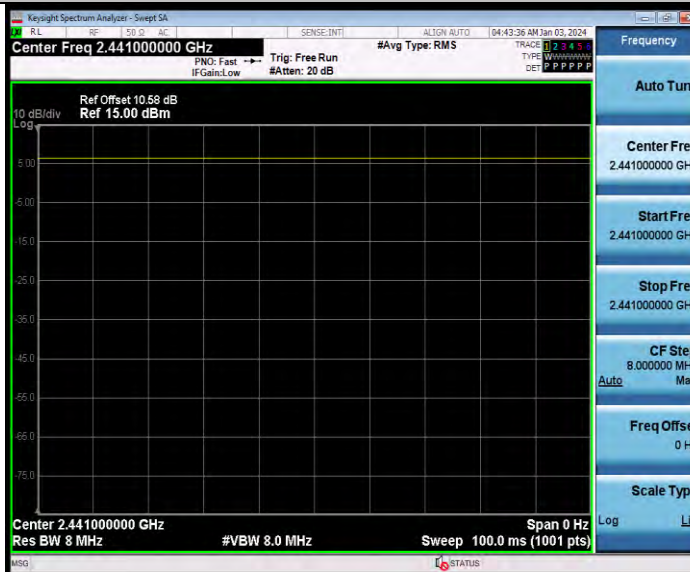 Keysight Spectrum Analyzer - Swept SA
RL RF 50 Ω AC SENSE:INT ALIGN AUTO 04:43:36 AM Jan 03, 2024
Center Freq 2.441000000 GHz
PNO: Fast
IFGain:Low
Trig: Free Run
#Atten: 20 dB
#Avg Type: RMS
TRACE 1 2 3 4 5 6
TYPE W
DET P P P P P P
Ref Offset 10.58 dB
10 dB/div Ref 15.00 dBm
Log
5.00
-5.00
-15.0
-25.0
-35.0
-45.0
-55.0
-65.0
-75.0
Center 2.441000000 GHz Span 0 Hz
Res BW 8 MHz #VBW 8.0 MHz Sweep 100.0 ms (1001 pts)
MSG STATUS
Frequency
Auto Tun
Center Fre
2.441000000 GH
Start Fre
2.441000000 GH
Stop Fre
2.441000000 GH
CF Ste
8.000000 MH
Auto Ma
Freq Offse
0 H
Scale Typ
Log Li